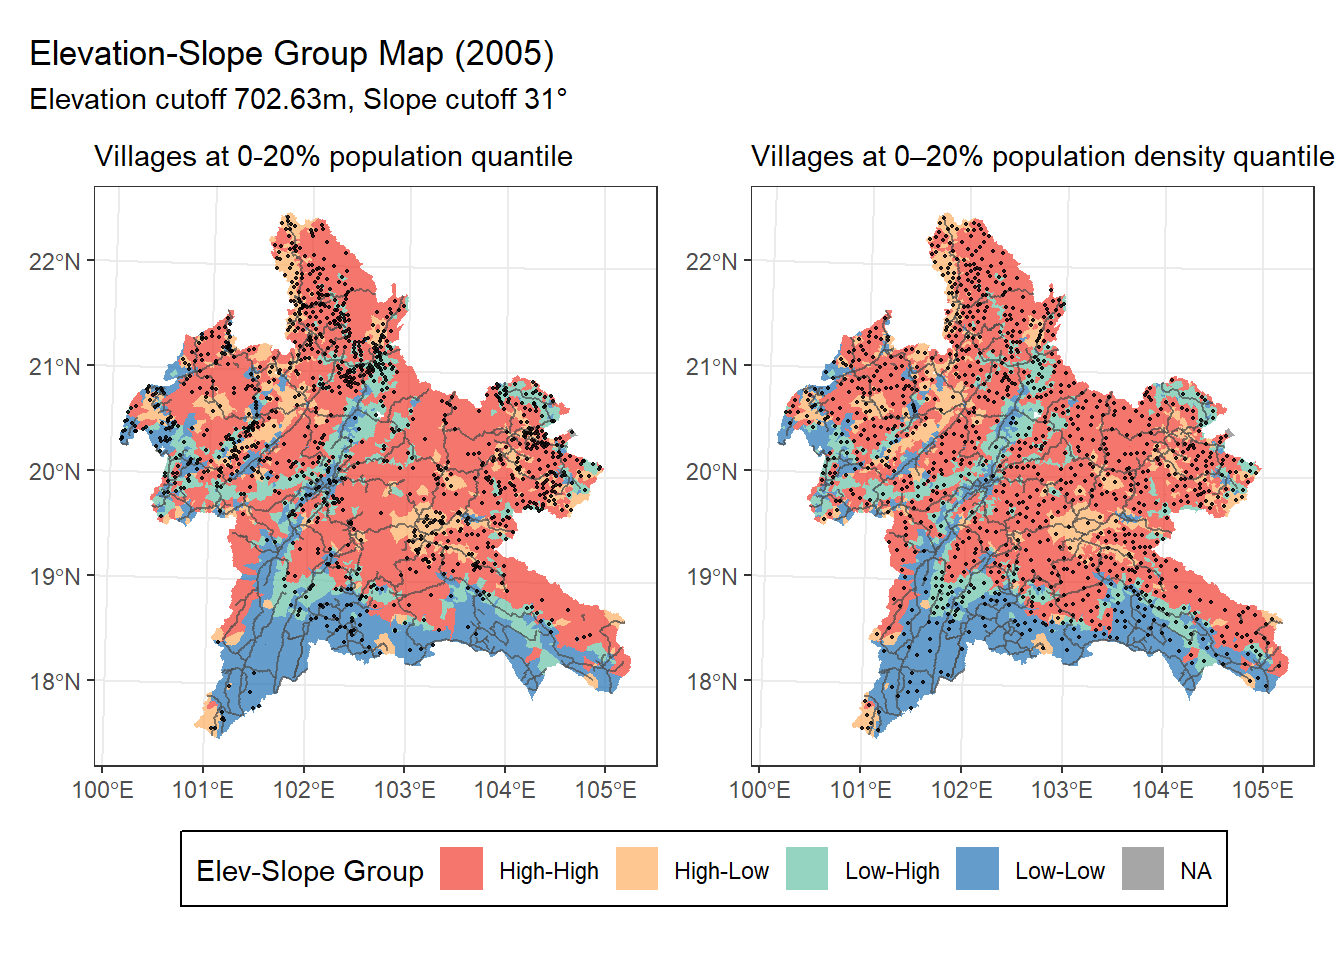 Elevation-Slope Group Map (2005)
Elevation cutoff 702.63m, Slope cutoff 31°
Villages at 0-20% population quantile
22°N
21°N
20°N
19°N
18°N
100°E 101°E 102°E 103°E 104°E 105°E
Villages at 0–20% population density quantile
22°N
21°N
20°N
19°N
18°N
100°E 101°E 102°E 103°E 104°E 105°E
Elev-Slope Group High-High High-Low Low-High Low-Low NA